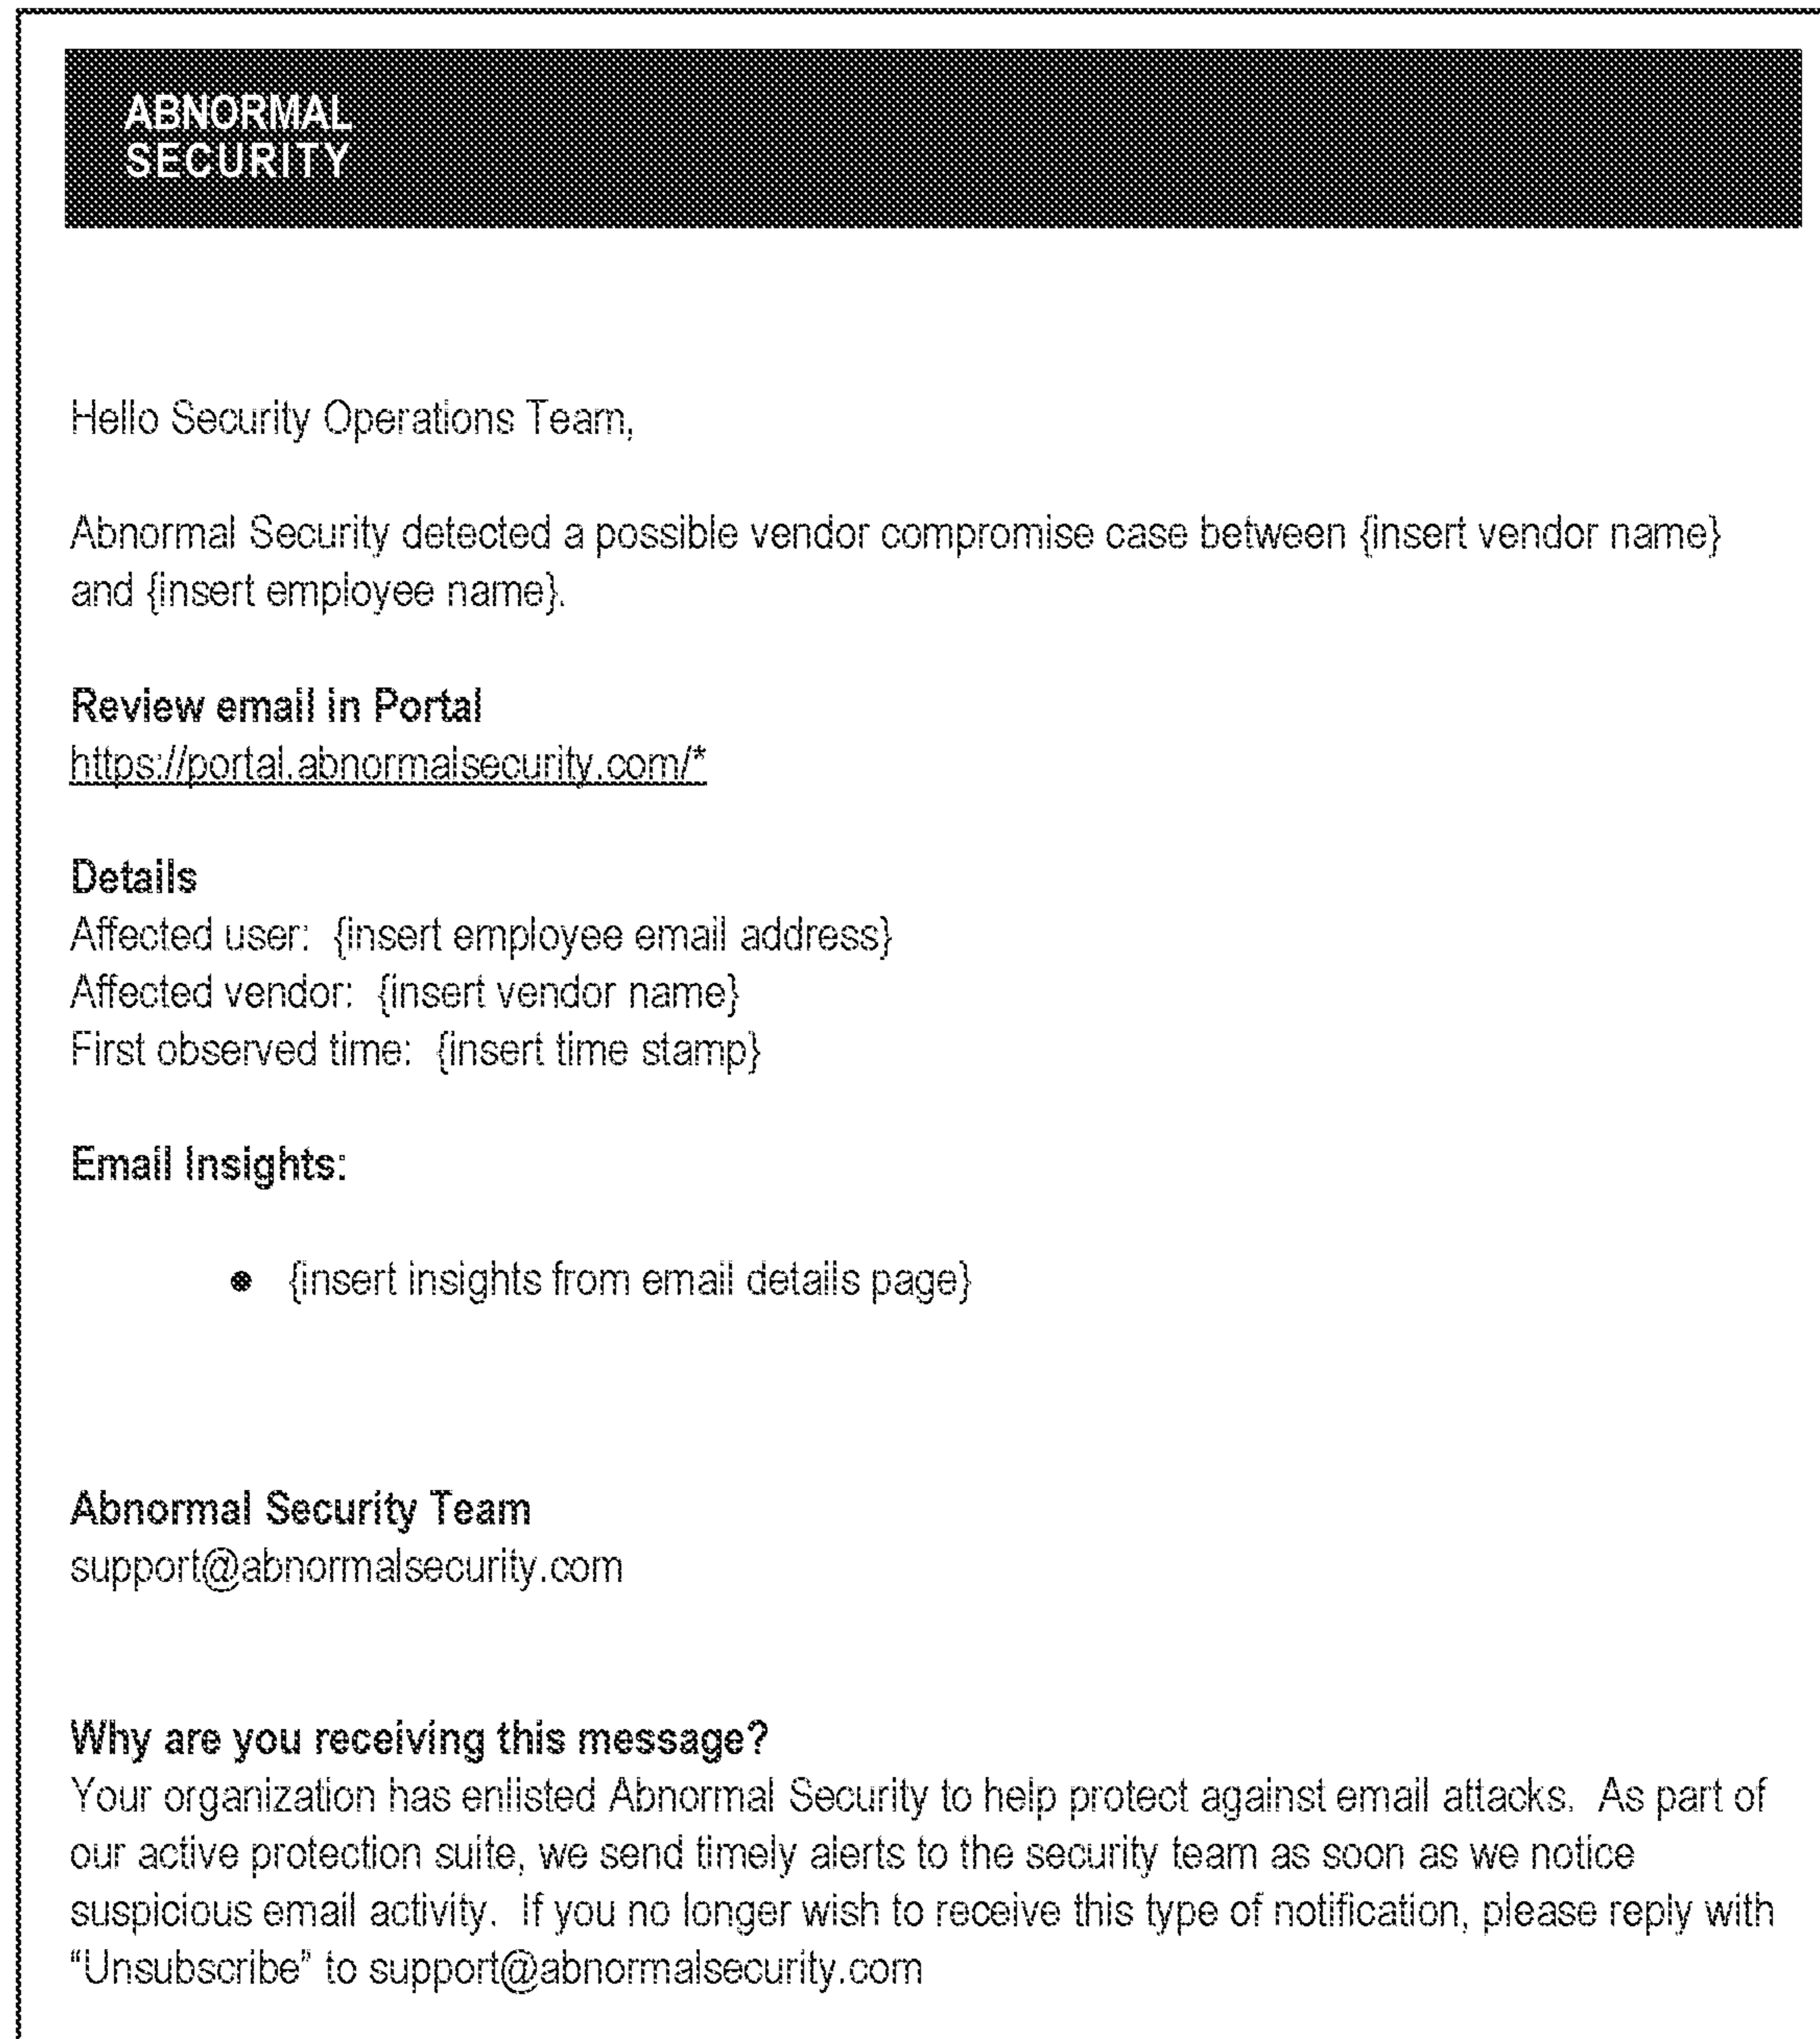 ABNORMAL
SECURITY
Hello Security Operations Team,
Abnormal Security detected a possible vendor compromise case between {insert vendor name}
and {insert employee name}.
Review email in Portal
https://portal.abnormalsecurity.com/*
Details
Affected user:  {insert employee email address}
Affected vendor:  {insert vendor name}
First observed time:  {insert time stamp}
Email Insights:
● {insert insights from email details page}
Abnormal Security Team
support@abnormalsecurity.com
Why are you receiving this message?
Your organization has enlisted Abnormal Security to help protect against email attacks.  As part of
our active protection suite, we send timely alerts to the security team as soon as we notice
suspicious email activity.  If you no longer wish to receive this type of notification, please reply with
“Unsubscribe” to support@abnormalsecurity.com